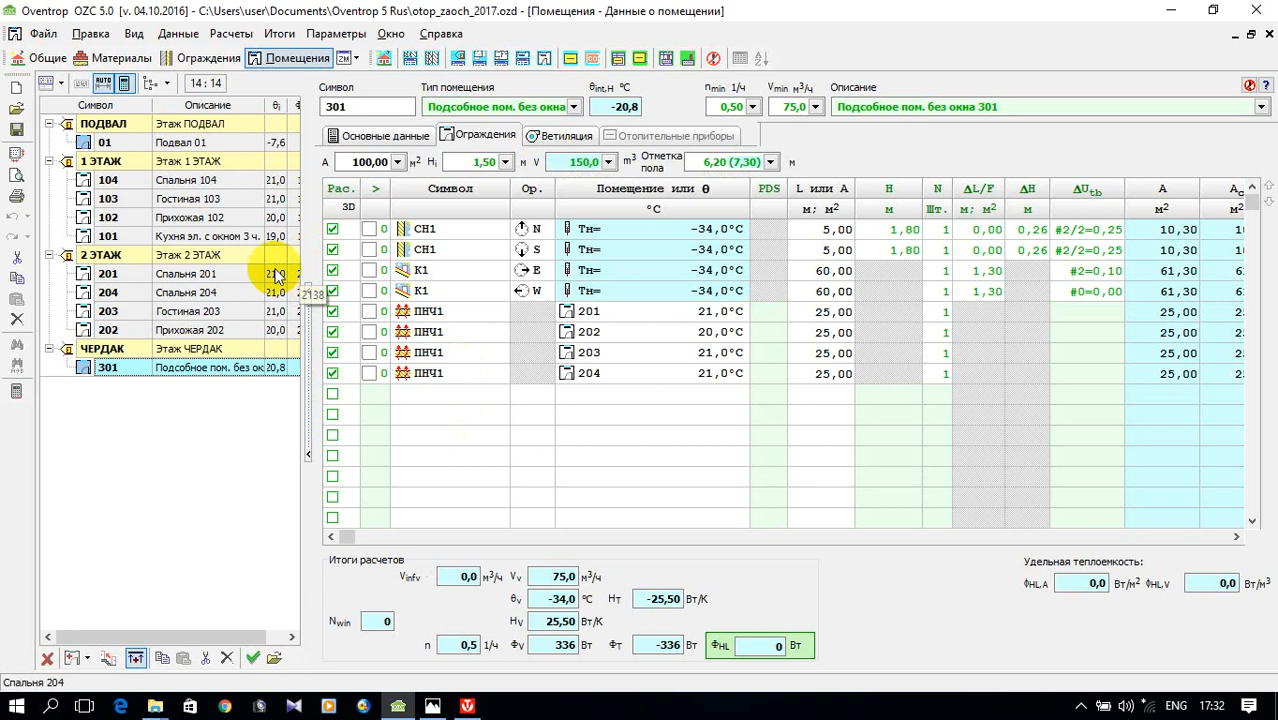 Oventrop OZC 5.0 [v. 04.10.2016] - C:\Users\user\Documents\Oventrop 5 Rus\otop_zaoch_2017.ozd - [Помещения - Данные о помещении]
Файл Правка Вид Данные Расчеты Итоги Параметры Окно Справка
Общие Материалы Ограждения Помещения 2М
AUTO 14 : 14
Символ Описание θi
ПОДВАЛ Этаж ПОДВАЛ
01 Подвал 01 -7,6
1 ЭТАЖ Этаж 1 ЭТАЖ
104 Спальня 104 21,0
103 Гостиная 103 21,0
102 Прихожая 102 20,0
101 Кухня эл. с окном 3 ч. 19,0
2 ЭТАЖ Этаж 2 ЭТАЖ
201 Спальня 201 21,0
204 Спальня 204 21,0
203 Гостиная 203 21,0
202 Прихожая 202 20,0
ЧЕРДАК Этаж ЧЕРДАК
301 Подсобное пом. без ок 20,8
2138
Символ Тип помещения θint,H °C nmin 1/ч Vmin м3/ч Описание
301 Подсобное пом. без окна -20,8 0,50 75,0 Подсобное пом. без окна 301
Основные данные Ограждения Ветиляция Отопительные приборы
A 100,00 м2 Hi 1,50 м V 150,0 м3 Отметка пола 6,20 (7,30) м
Рас. > Символ Ор. Помещение или θ PDS L или A H N ΔL/F ΔH ΔUtb A Ac
3D °C м; м2 м Шт. м; м2 м м2 м2
0 СН1 N Тн= -34,0°C 5,00 1,80 1 0,00 0,26 #2/2=0,25 10,30 10
0 СН1 S Тн= -34,0°C 5,00 1,80 1 0,00 0,26 #2/2=0,25 10,30 10
0 К1 E Тн= -34,0°C 60,00 1 1,30 #2=0,10 61,30 61
0 К1 W Тн= -34,0°C 60,00 1 1,30 #0=0,00 61,30 61
0 ПНЧ1 201 21,0°C 25,00 1 25,00 25
0 ПНЧ1 202 20,0°C 25,00 1 25,00 25
0 ПНЧ1 203 21,0°C 25,00 1 25,00 25
0 ПНЧ1 204 21,0°C 25,00 1 25,00 25
Итоги расчетов Удельная теплоемкость:
Vinfv 0,0 м3/ч Vv 75,0 м3/ч ΦHL,A 0,0 Вт/м2 ΦHL,V 0,0 Вт/м3
θv -34,0 °C HT -25,50 Вт/K
Nwin 0 HV 25,50 Вт/K
n 0,5 1/ч ΦV 336 Вт ΦT -336 Вт ΦHL 0 Вт
Спальня 204
ENG 17:32